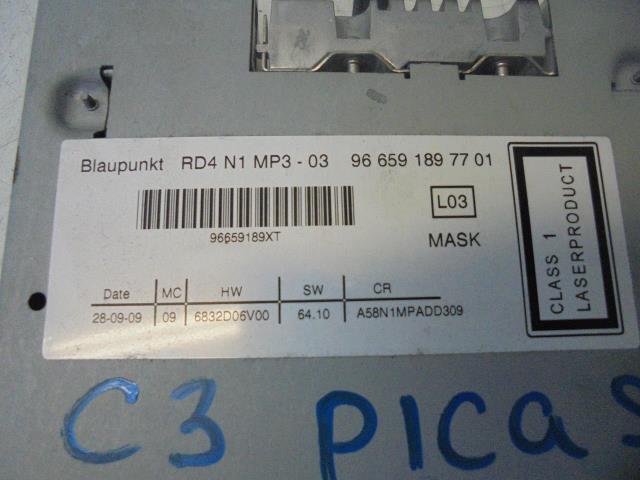 Blaupunkt RD4 N1 MP3 - 03 96 659 189 77 01
L03
MASK
96659189XT
CLASS 1
LASERPRODUCT
Date MC HW SW CR
28-09-09 09 6832D06V00 64.10 A58N1MPADD309
C3 PICAS